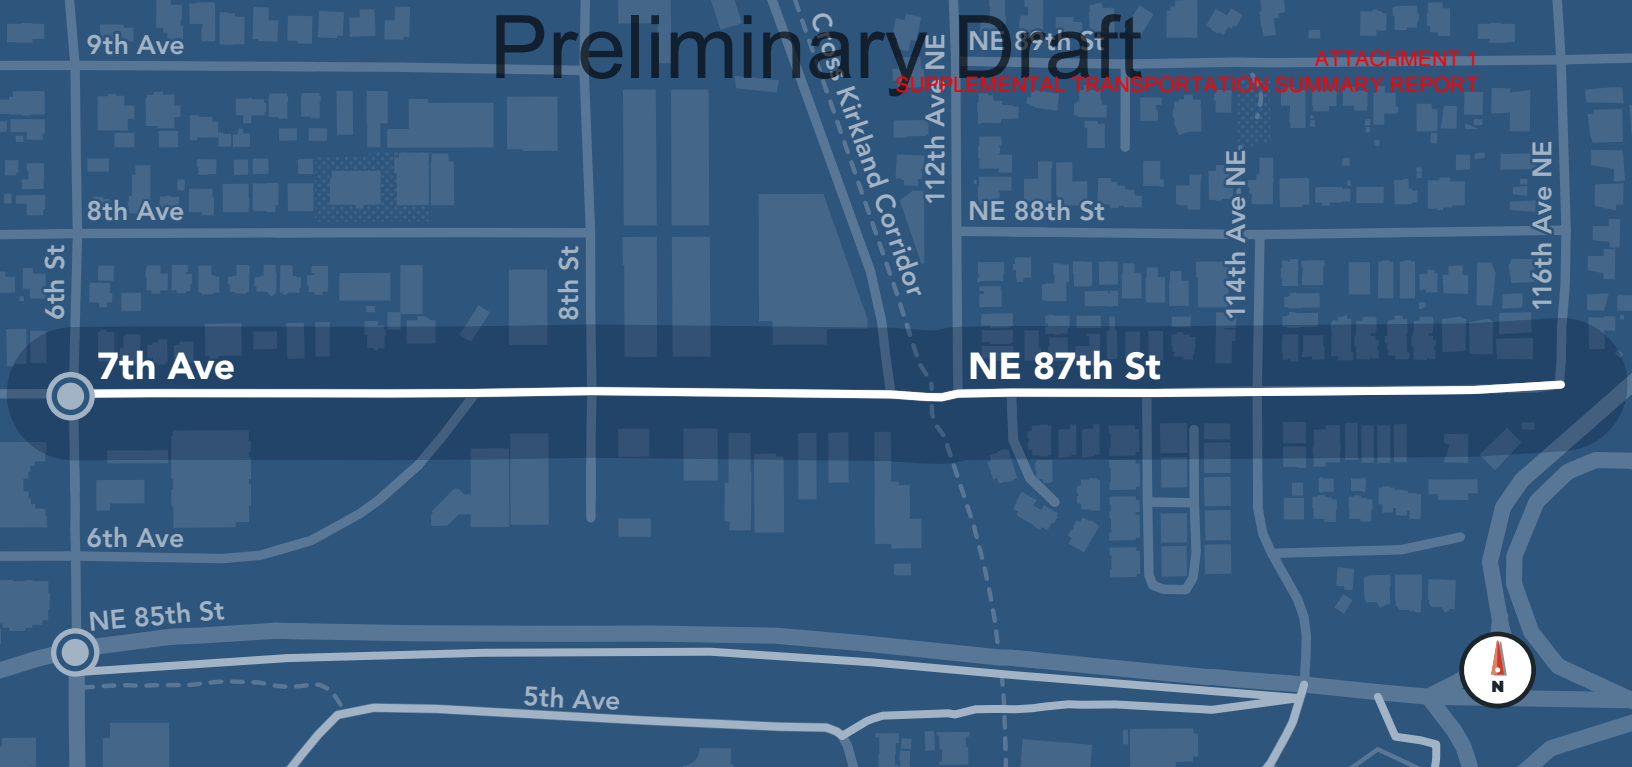 Preliminary Draft
ATTACHMENT 1
SUPPLEMENTAL TRANSPORTATION SUMMARY REPORT
9th Ave
NE 89th St
Cross Kirkland Corridor
112th Ave NE
8th Ave
NE 88th St
114th Ave NE
116th Ave NE
6th St
8th St
7th Ave
NE 87th St
6th Ave
NE 85th St
5th Ave
N